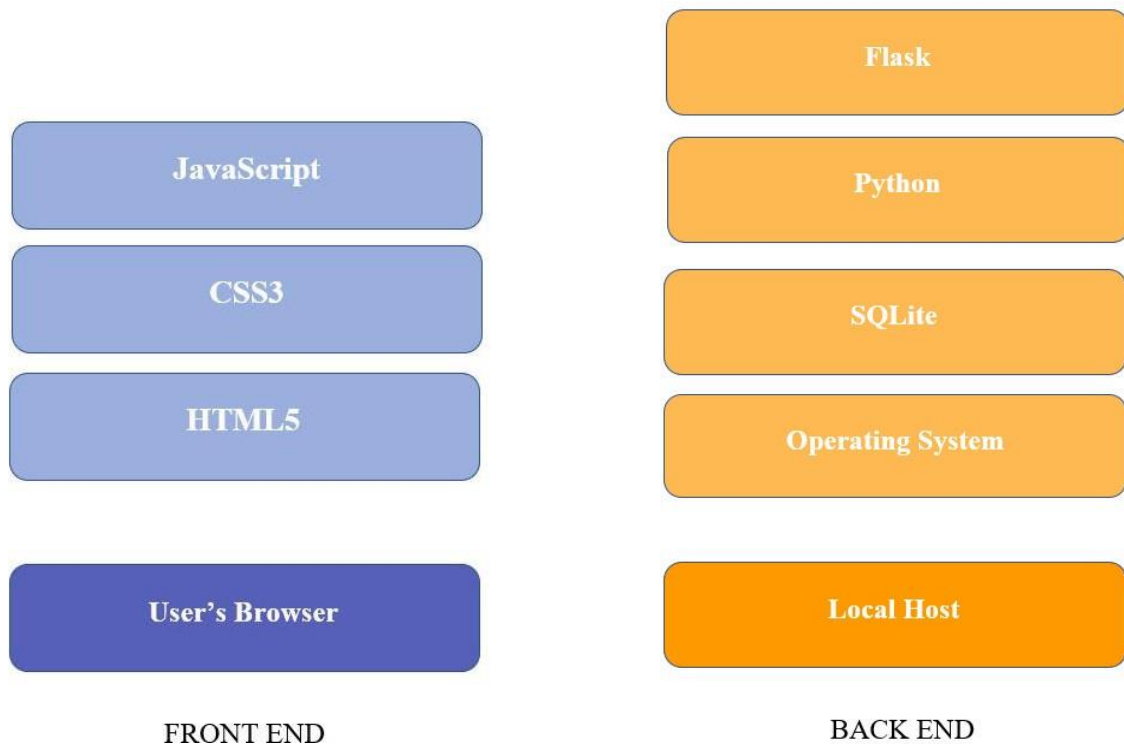 JavaScript
CSS3
HTML5
User’s Browser
FRONT END
Flask
Python
SQLite
Operating System
Local Host
BACK END